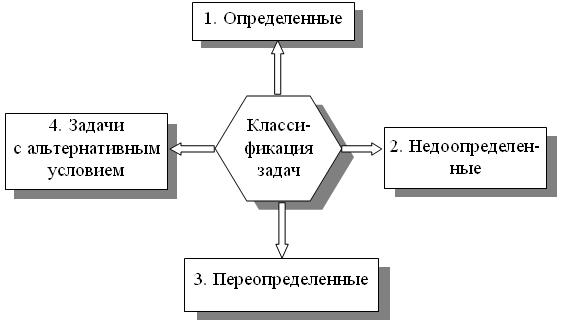 1. Определенные
Класси-
фикация
задач
2. Недоопределен-
ные
3. Переопределенные
4. Задачи
с альтернативным
условием